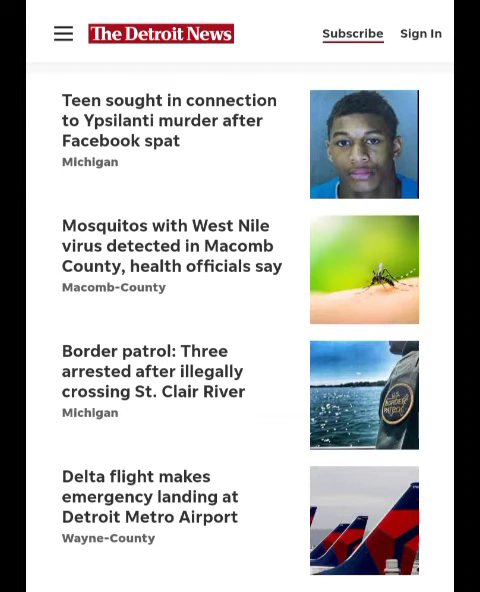 The Detroit News
Subscribe Sign In
Teen sought in connection
to Ypsilanti murder after
Facebook spat
Michigan
Mosquitos with West Nile
virus detected in Macomb
County, health officials say
Macomb-County
Border patrol: Three
arrested after illegally
crossing St. Clair River
Michigan
U.S.
BORDER
PATROL
Delta flight makes
emergency landing at
Detroit Metro Airport
Wayne-County